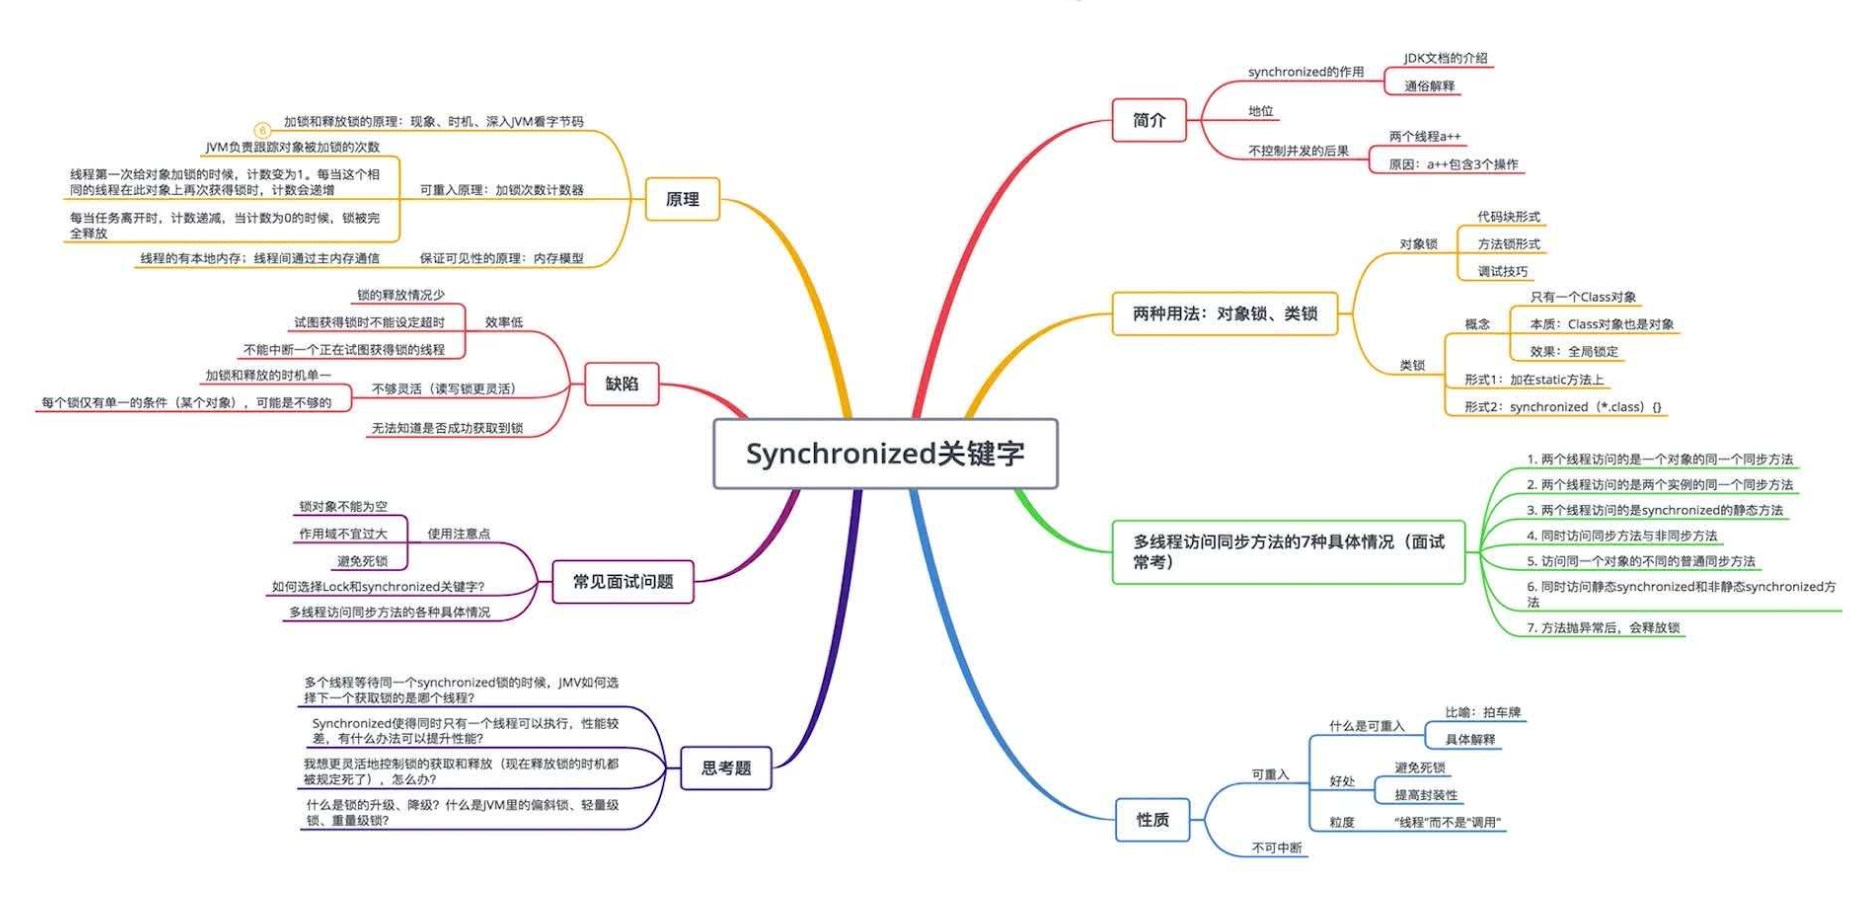 Synchronized关键字
简介
synchronized的作用
JDK文档的介绍
通俗解释
地位
不控制并发的后果
两个线程a++
原因：a++包含3个操作
两种用法：对象锁、类锁
对象锁
代码块形式
方法锁形式
调试技巧
类锁
概念
只有一个Class对象
本质：Class对象也是对象
效果：全局锁定
形式1：加在static方法上
形式2：synchronized（*.class）{}
多线程访问同步方法的7种具体情况（面试
常考）
1. 两个线程访问的是一个对象的同一个同步方法
2. 两个线程访问的是两个实例的同一个同步方法
3. 两个线程访问的是synchronized的静态方法
4. 同时访问同步方法与非同步方法
5. 访问同一个对象的不同的普通同步方法
6. 同时访问静态synchronized和非静态synchronized方
法
7. 方法抛异常后，会释放锁
性质
可重入
什么是可重入
比喻：拍车牌
具体解释
好处
避免死锁
提高封装性
粒度
“线程”而不是“调用”
不可中断
原理
加锁和释放锁的原理：现象、时机、深入JVM看字节码
6
可重入原理：加锁次数计数器
JVM负责跟踪对象被加锁的次数
线程第一次给对象加锁的时候，计数变为1。每当这个相
同的线程在此对象上再次获得锁时，计数会递增
每当任务离开时，计数递减，当计数为0的时候，锁被完
全释放
保证可见性的原理：内存模型
线程的有本地内存；线程间通过主内存通信
缺陷
效率低
锁的释放情况少
试图获得锁时不能设定超时
不能中断一个正在试图获得锁的线程
不够灵活（读写锁更灵活）
加锁和释放的时机单一
每个锁仅有单一的条件（某个对象），可能是不够的
无法知道是否成功获取到锁
常见面试问题
使用注意点
锁对象不能为空
作用域不宜过大
避免死锁
如何选择Lock和synchronized关键字？
多线程访问同步方法的各种具体情况
思考题
多个线程等待同一个synchronized锁的时候，JMV如何选
择下一个获取锁的是哪个线程？
Synchronized使得同时只有一个线程可以执行，性能较
差，有什么办法可以提升性能？
我想更灵活地控制锁的获取和释放（现在释放锁的时机都
被规定死了），怎么办？
什么是锁的升级、降级？什么是JVM里的偏斜锁、轻量级
锁、重量级锁？